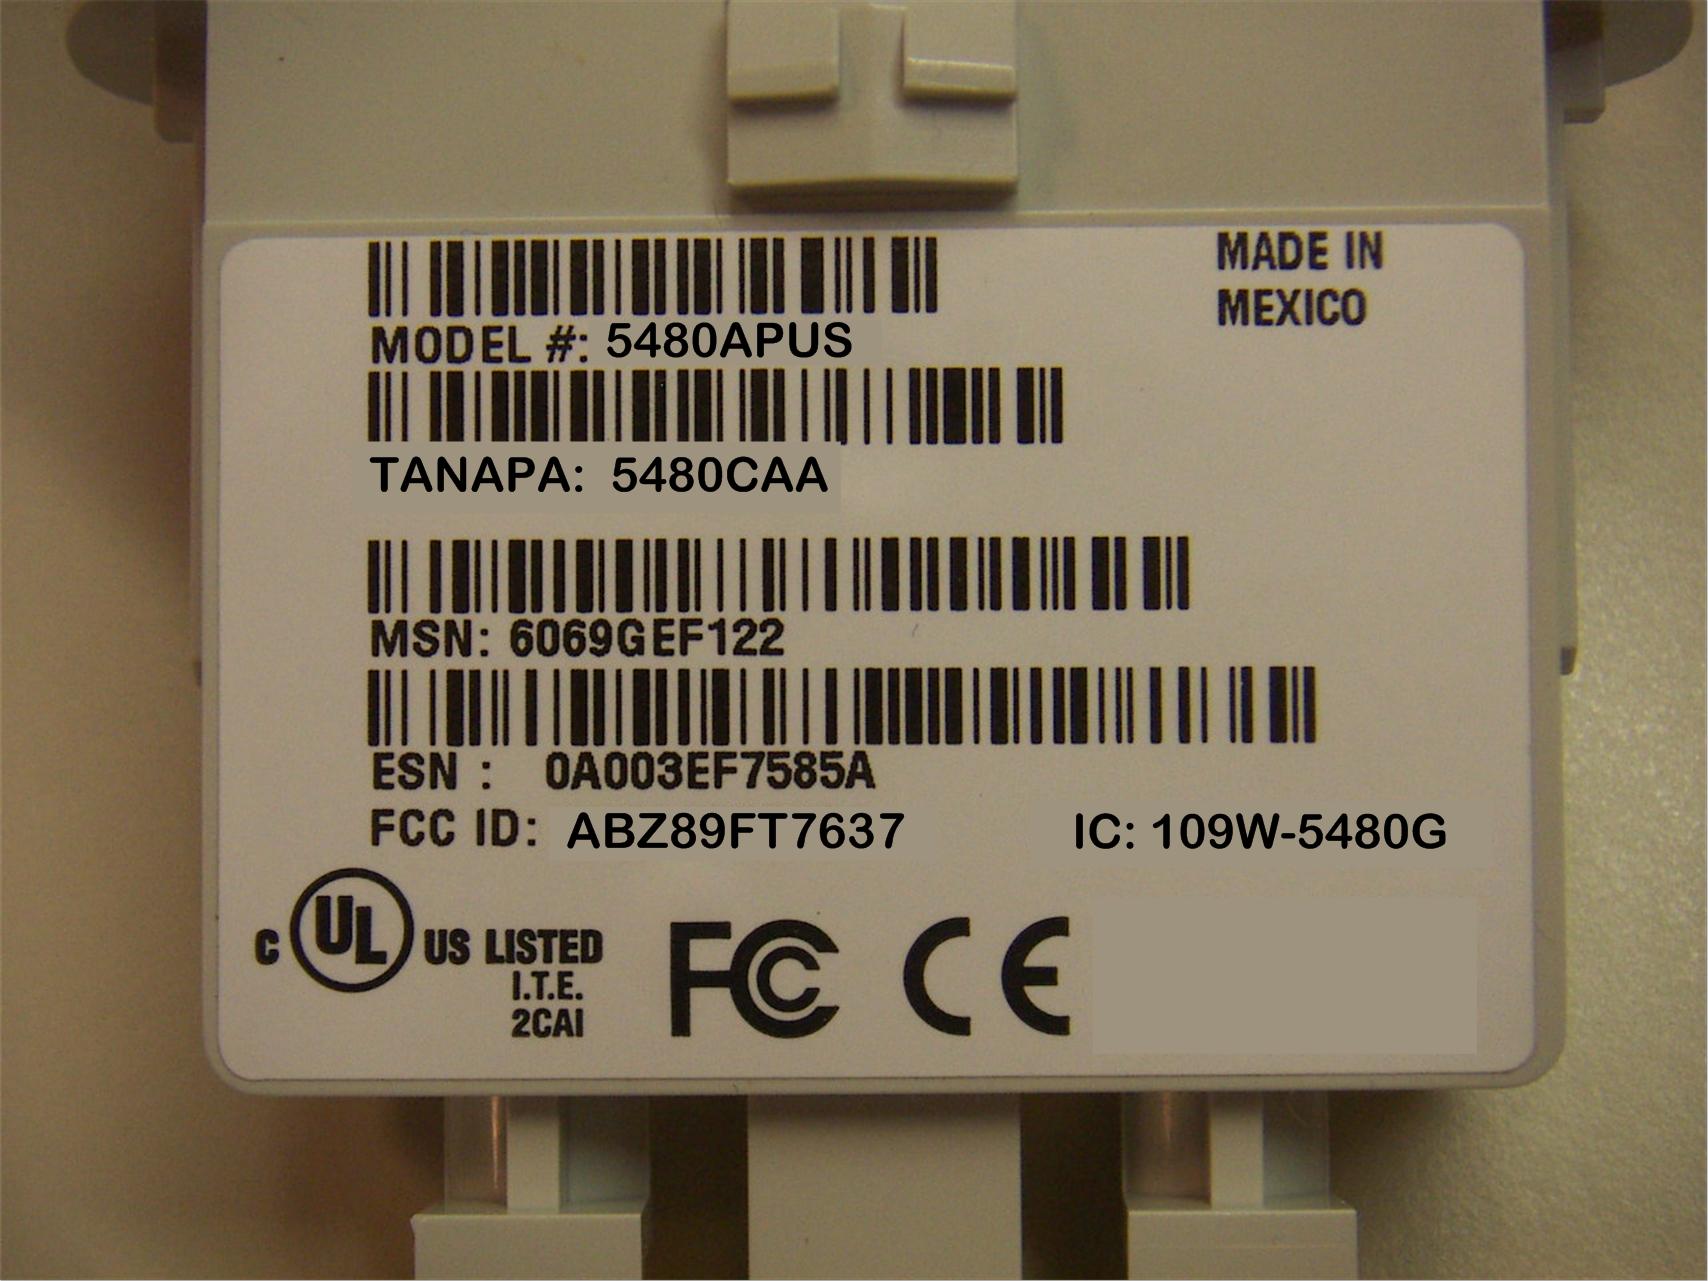 MADE IN
MEXICO
MODEL #: 5480APUS
TANAPA: 5480CAA
MSN: 6069GEF122
ESN : 0A003EF7585A
FCC ID: ABZ89FT7637 IC: 109W-5480G
C UL US LISTED
I.T.E.
2CAI
FC CE